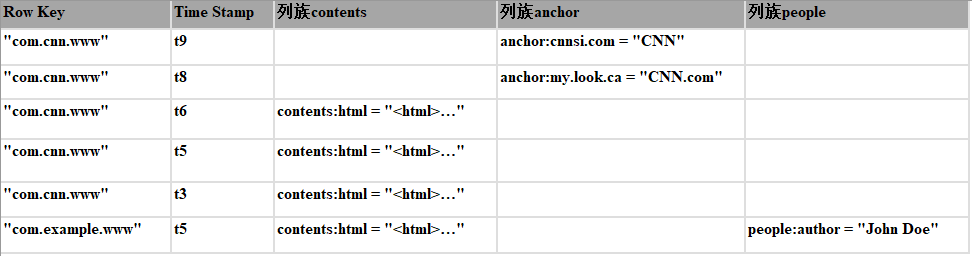 Row Key Time Stamp 列族contents 列族anchor 列族people
"com.cnn.www" t9 anchor:cnnsi.com = "CNN"
"com.cnn.www" t8 anchor:my.look.ca = "CNN.com"
"com.cnn.www" t6 contents:html = "<html>…"
"com.cnn.www" t5 contents:html = "<html>…"
"com.cnn.www" t3 contents:html = "<html>…"
"com.example.www" t5 contents:html = "<html>…" people:author = "John Doe"